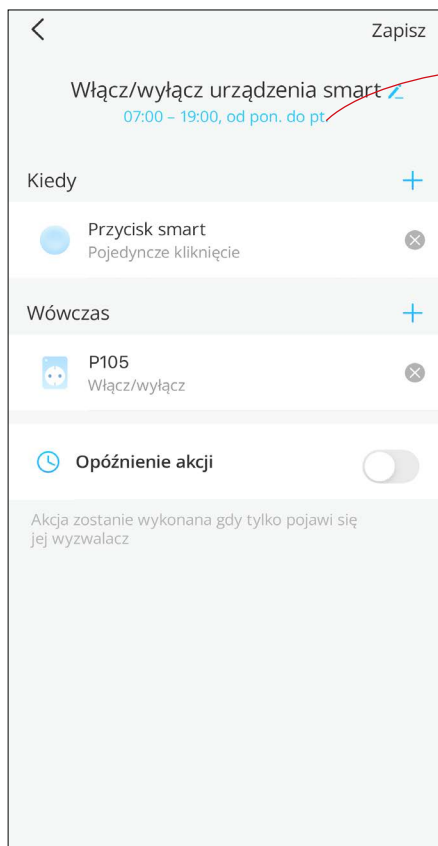 Zapisz
Włącz/wyłącz urządzenia smart
07:00 – 19:00, od pon. do pt.
Kiedy
Przycisk smart
Pojedyncze kliknięcie
Wówczas
P105
Włącz/wyłącz
Opóźnienie akcji
Akcja zostanie wykonana gdy tylko pojawi się
jej wyzwalacz